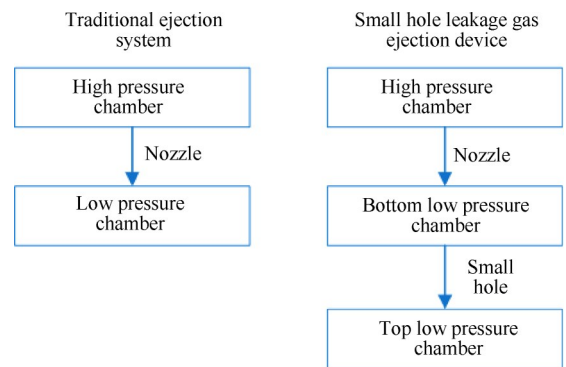 Traditional ejection
system
High pressure
chamber
Nozzle
Low pressure
chamber
Small hole leakage gas
ejection device
High pressure
chamber
Nozzle
Bottom low pressure
chamber
Small
hole
Top low pressure
chamber